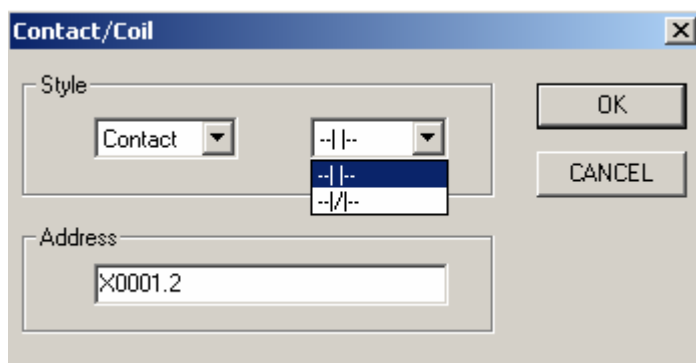 Contact/Coil
Style
Contact
--| |--
--| |--
--|/|--
OK
CANCEL
Address
X0001.2